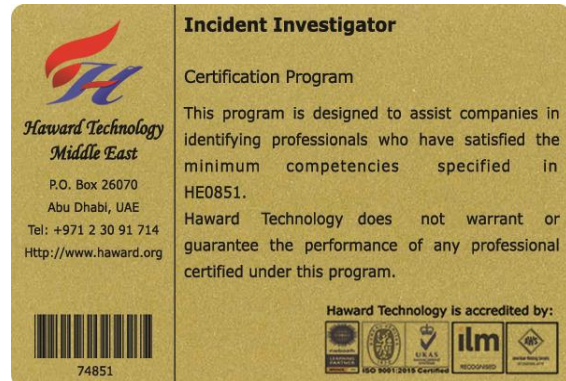 Haward Technology
Middle East
P.O. Box 26070
Abu Dhabi, UAE
Tel: +971 2 30 91 714
Http://www.haward.org
74851
Incident Investigator
Certification Program
This program is designed to assist companies in
identifying professionals who have satisfied the
minimum competencies specified in
HE0851.
Haward Technology does not warrant or
guarantee the performance of any professional
certified under this program.
Haward Technology is accredited by:
UKAS
ISO 9001:2015 Certified
ilm
RECOGNISED
AWS